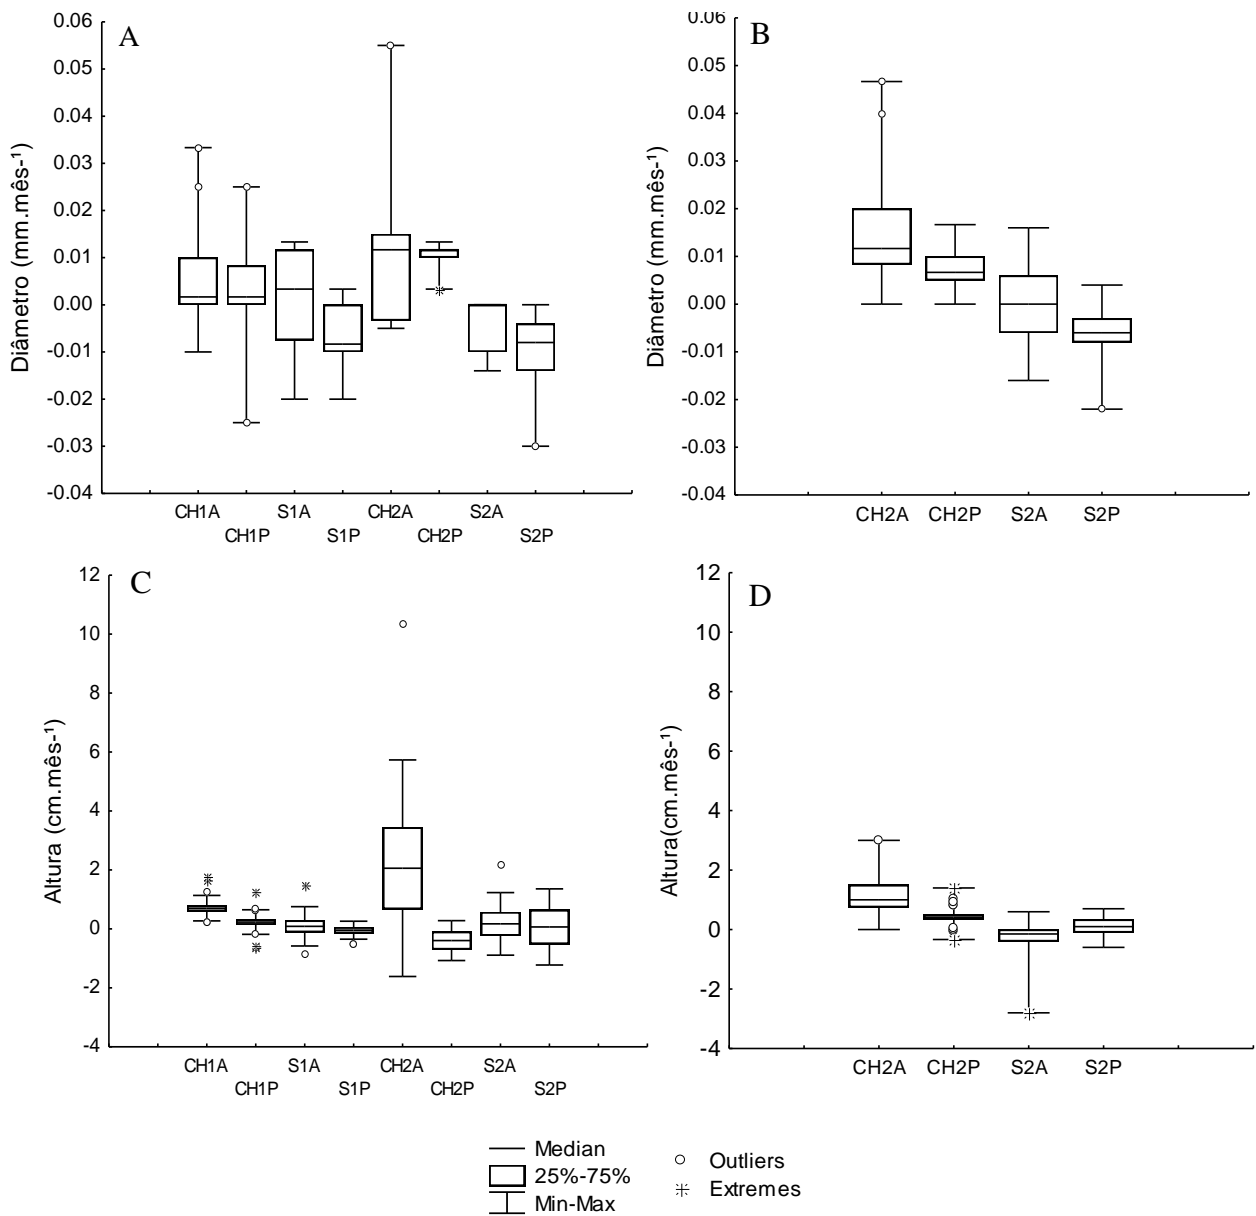 A
0.06
0.05
0.04
0.03
0.02
0.01
0.00
-0.01
-0.02
-0.03
-0.04
Diâmetro (mm.mês-¹)
CH1A S1A CH2A S2A
CH1P S1P CH2P S2P
B
0.06
0.05
0.04
0.03
0.02
0.01
0.00
-0.01
-0.02
-0.03
-0.04
Diâmetro (mm.mês-¹)
CH2A CH2P S2A S2P
C
12
10
8
6
4
2
0
-2
-4
Altura (cm.mês-¹)
CH1A S1A CH2A S2A
CH1P S1P CH2P S2P
D
12
10
8
6
4
2
0
-2
-4
Altura(cm.mês-¹)
CH2A CH2P S2A S2P
Median
25%-75%
Min-Max
Outliers
Extremes